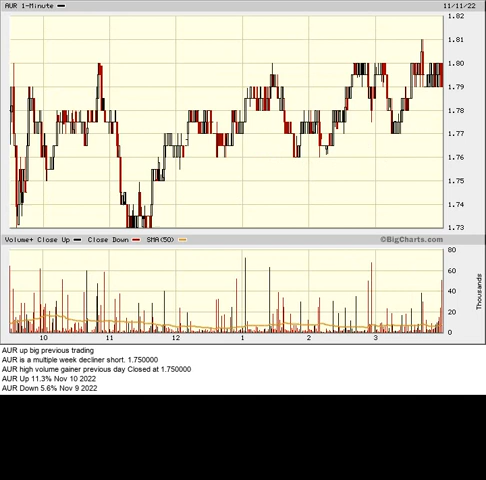 AUR 1-Minute 11/11/22
1.82
1.81
1.80
1.79
1.78
1.77
1.76
1.75
1.74
1.73
Volume+ Close Up Close Down SMA(50) ©BigCharts.com
80
60
40
20
0
Thousands
10 11 12 1 2 3
AUR up big previous trading
AUR is a multiple week decliner short. 1.750000
AUR high volume gainer previous day Closed at 1.750000
AUR Up 11.3% Nov 10 2022
AUR Down 5.6% Nov 9 2022